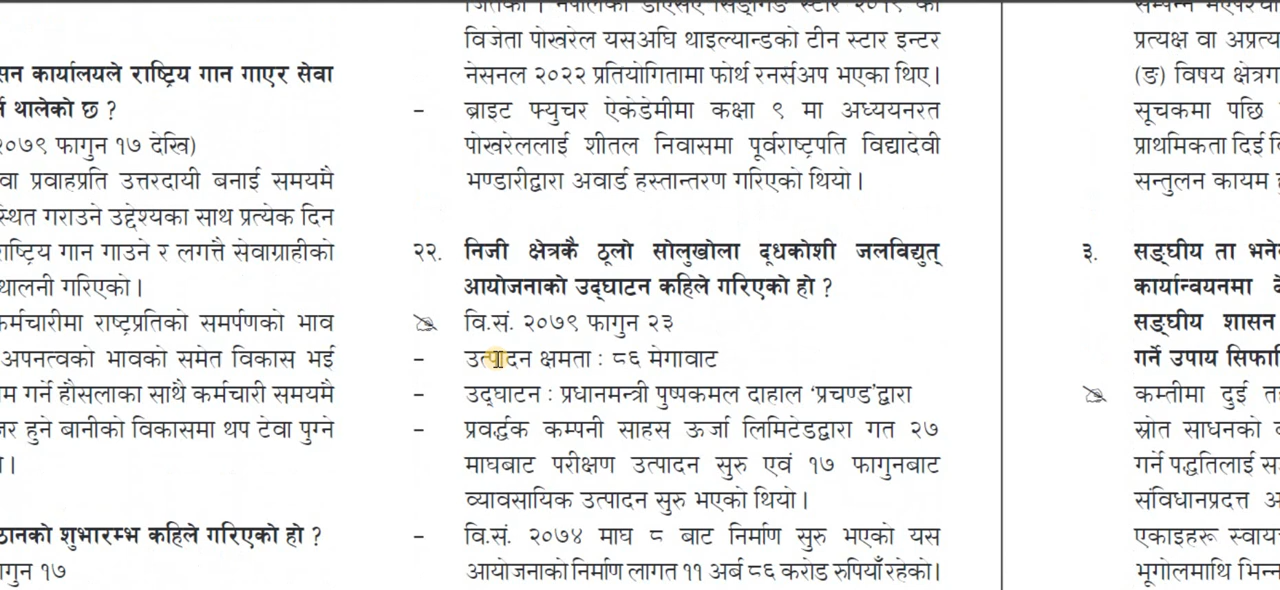 सन कार्यालयले राष्ट्रिय गान गाएर सेवा
थालेको छ ?
२०७९ फागुन १७ देखि)
वा प्रवाहप्रति उत्तरदायी बनाई समयमै
स्थित गराउने उद्देश्यका साथ प्रत्येक दिन
राष्ट्रिय गान गाउने र लगत्तै सेवाग्राहीको
थालनी गरिएको।
कर्मचारीमा राष्ट्रप्रतिको समर्पणको भाव
अपनत्वको भावको समेत विकास भई
म गर्ने हौसलाका साथै कर्मचारी समयमै
जर हुने बानीको विकासमा थप टेवा पुग्ने
ठानको शुभारम्भ कहिले गरिएको हो ?
गुन १७
जितेको । नेपालको डीएसए सिङ्गिङ स्टार २०१९ का
विजेता पोखरेल यसअघि थाइल्यान्डको टीन स्टार इन्टर
नेसनल २०२२ प्रतियोगितामा फोर्थ रनर्सअप भएका थिए।
– ब्राइट फ्युचर ऐकेडेमीमा कक्षा ९ मा अध्ययनरत
पोखरेललाई शीतल निवासमा पूर्वराष्ट्रपति विद्यादेवी
भण्डारीद्वारा अवार्ड हस्तान्तरण गरिएको थियो।
२२. निजी क्षेत्रकै ठूलो सोलुखोला दूधकोशी जलविद्युत्
आयोजनाको उद्घाटन कहिले गरिएको हो ?
वि.सं. २०७९ फागुन २३
– उत्पादन क्षमता : ८६ मेगावाट
– उद्घाटन : प्रधानमन्त्री पुष्पकमल दाहाल ‘प्रचण्ड’द्वारा
– प्रवर्द्धक कम्पनी साहस ऊर्जा लिमिटेडद्वारा गत २७
माघबाट परीक्षण उत्पादन सुरु एवं १७ फागुनबाट
व्यावसायिक उत्पादन सुरु भएको थियो।
– वि.सं. २०७४ माघ ८ बाट निर्माण सुरु भएको यस
आयोजनाको निर्माण लागत ११ अर्ब ८६ करोड रुपियाँ रहेको।
प्रत्यक्ष वा अप्रत्य
(ङ) विषय क्षेत्रग
सूचकमा पछि
प्राथमिकता दिई वि
सन्तुलन कायम
३. सङ्घीय ता भने
कार्यान्वयनमा
सङ्घीय शासन
गर्ने उपाय सिफारि
कम्तीमा दुई तह
स्रोत साधनको
गर्ने पद्धतिलाई स
संविधानप्रदत्त अ
एकाइहरू स्वाय
भूगोलमाथि भिन्न